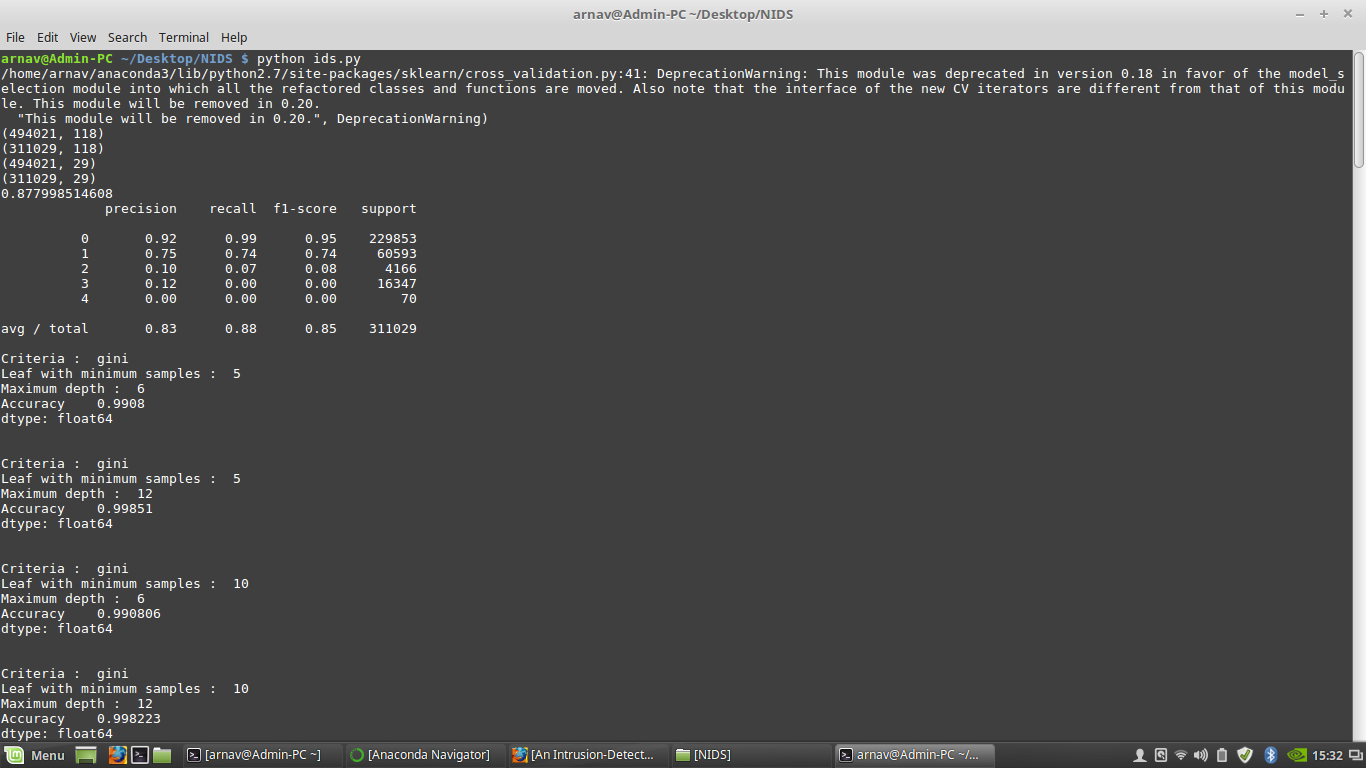 arnav@Admin-PC ~/Desktop/NIDS
File Edit View Search Terminal Help
arnav@Admin-PC ~/Desktop/NIDS $ python ids.py
/home/arnav/anaconda3/lib/python2.7/site-packages/sklearn/cross_validation.py:41: DeprecationWarning: This module was deprecated in version 0.18 in favor of the model_s
election module into which all the refactored classes and functions are moved. Also note that the interface of the new CV iterators are different from that of this modu
le. This module will be removed in 0.20.
  "This module will be removed in 0.20.", DeprecationWarning)
(494021, 118)
(311029, 118)
(494021, 29)
(311029, 29)
0.877998514608
             precision    recall  f1-score   support
          0       0.92      0.99      0.95    229853
          1       0.75      0.74      0.74     60593
          2       0.10      0.07      0.08      4166
          3       0.12      0.00      0.00     16347
          4       0.00      0.00      0.00        70
avg / total       0.83      0.88      0.85    311029
Criteria :  gini
Leaf with minimum samples :  5
Maximum depth :  6
Accuracy    0.9908
dtype: float64
Criteria :  gini
Leaf with minimum samples :  5
Maximum depth :  12
Accuracy    0.99851
dtype: float64
Criteria :  gini
Leaf with minimum samples :  10
Maximum depth :  6
Accuracy    0.990806
dtype: float64
Criteria :  gini
Leaf with minimum samples :  10
Maximum depth :  12
Accuracy    0.998223
dtype: float64
Menu [arnav@Admin-PC ~] [Anaconda Navigator] [An Intrusion-Detect... [NIDS] arnav@Admin-PC ~/... 15:32